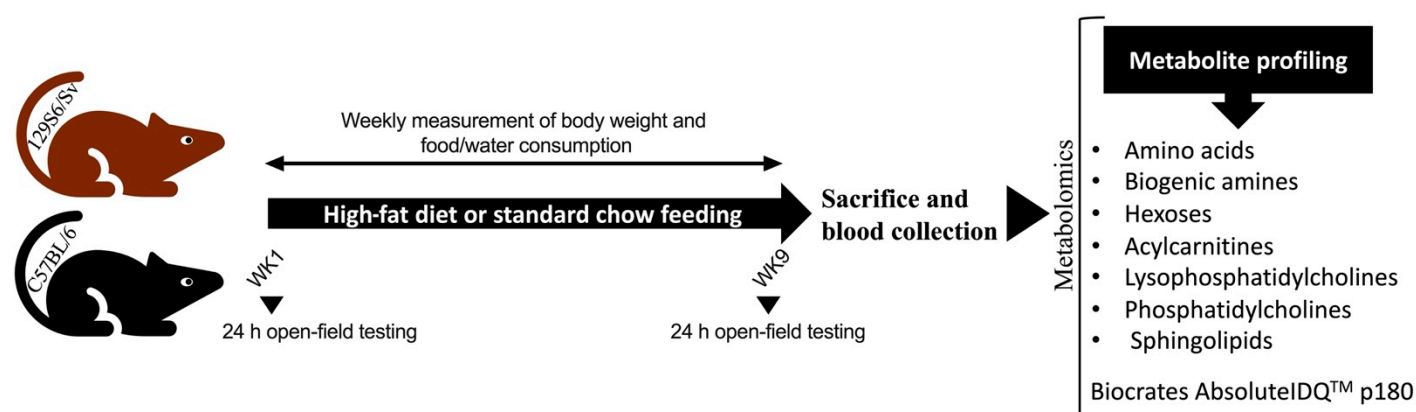 129S6/Sv
C57BL/6
Weekly measurement of body weight and
food/water consumption
High-fat diet or standard chow feeding
WK1
WK9
24 h open-field testing
24 h open-field testing
Sacrifice and
blood collection
Metabolomics
Metabolite profiling
• Amino acids
• Biogenic amines
• Hexoses
• Acylcarnitines
• Lysophosphatidylcholines
• Phosphatidylcholines
• Sphingolipids
Biocrates AbsoluteIDQ™ p180